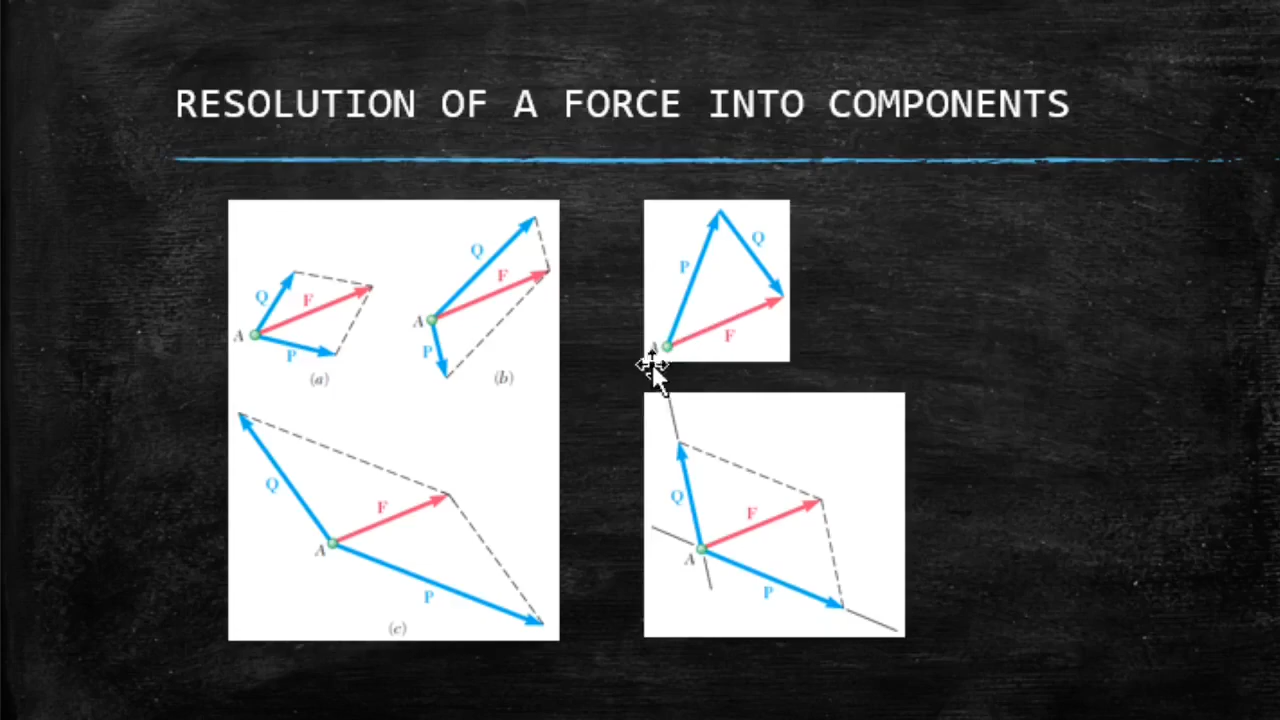 RESOLUTION OF A FORCE INTO COMPONENTS
Q
F
A
P
(a)
Q
F
A
P
(b)
Q
F
A
P
(c)
P
Q
F
A
Q
F
A
P